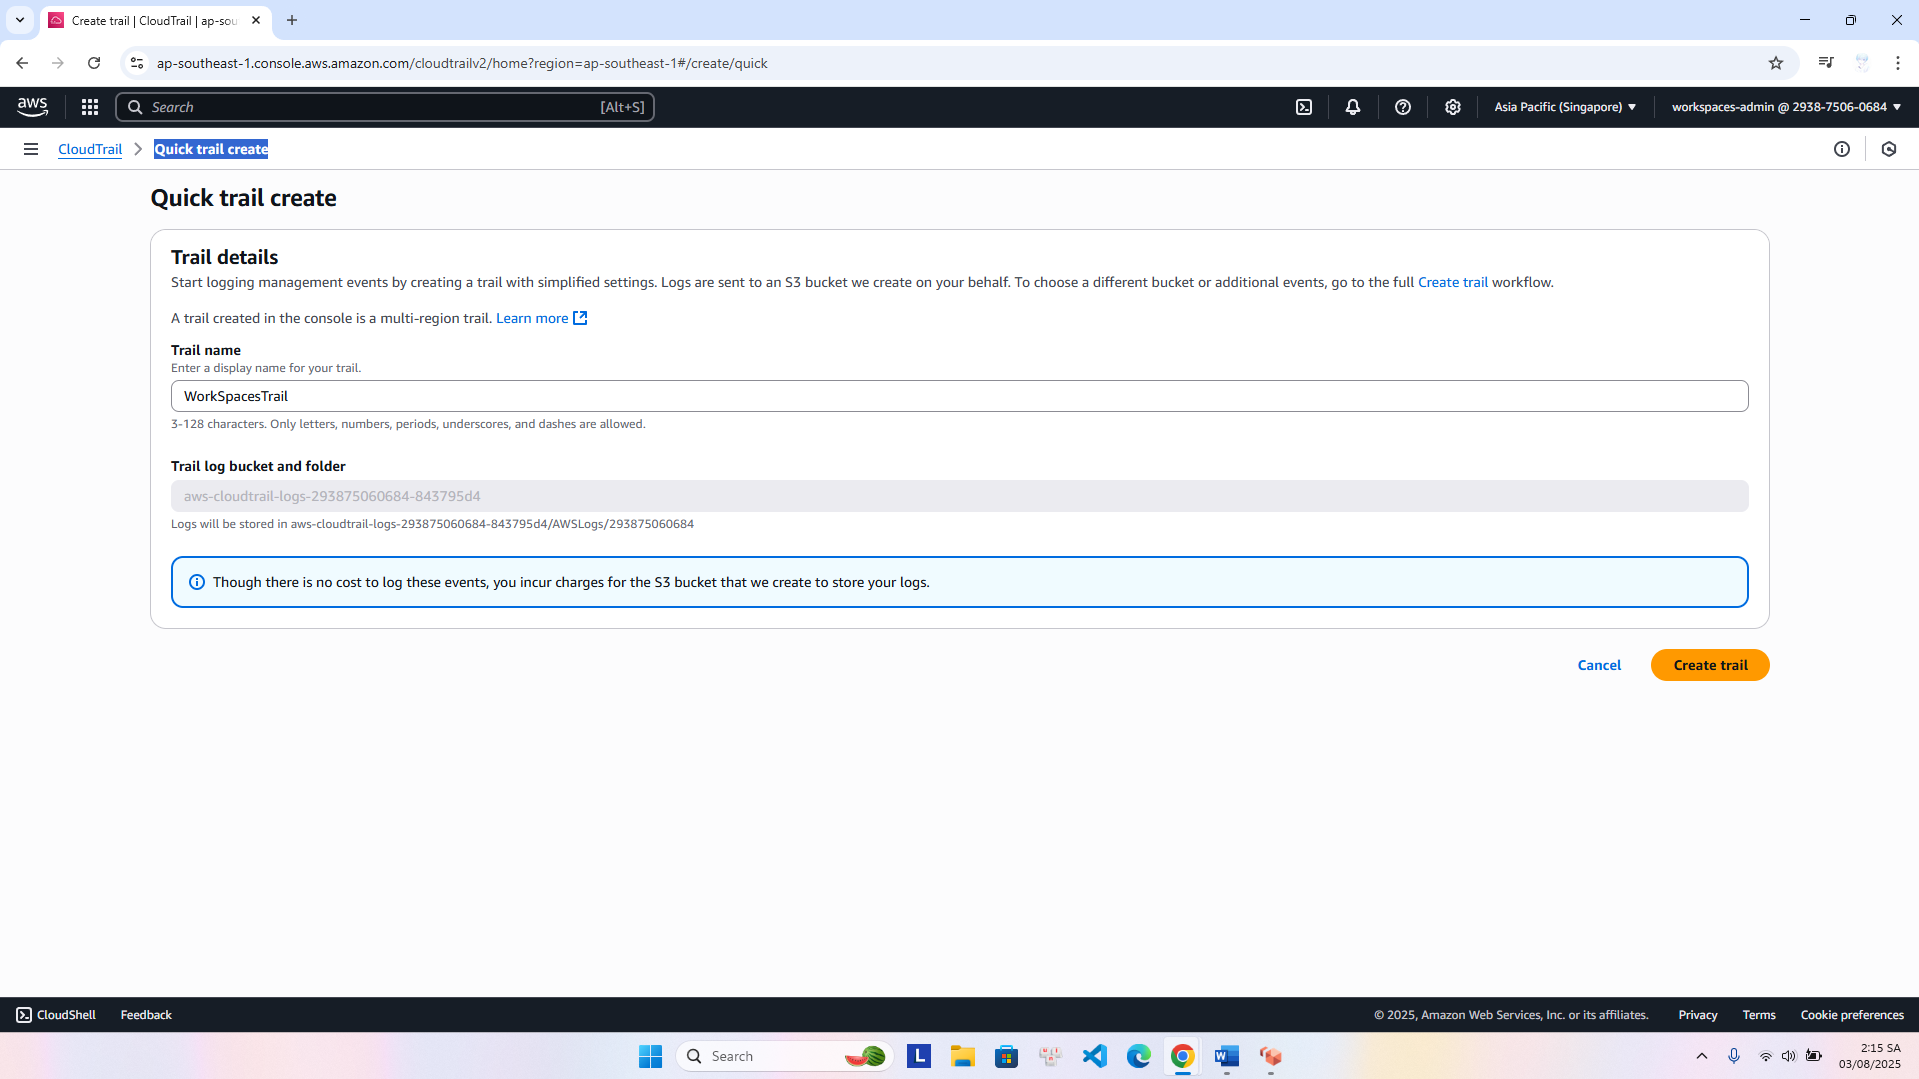 Create trail | CloudTrail | ap-sou
ap-southeast-1.console.aws.amazon.com/cloudtrailv2/home?region=ap-southeast-1#/create/quick
aws
Search
[Alt+S]
Asia Pacific (Singapore)
workspaces-admin @ 2938-7506-0684
CloudTrail
Quick trail create
Quick trail create
Trail details
Start logging management events by creating a trail with simplified settings. Logs are sent to an S3 bucket we create on your behalf. To choose a different bucket or additional events, go to the full Create trail workflow.
A trail created in the console is a multi-region trail. Learn more
Trail name
Enter a display name for your trail.
WorkSpacesTrail
3-128 characters. Only letters, numbers, periods, underscores, and dashes are allowed.
Trail log bucket and folder
aws-cloudtrail-logs-293875060684-843795d4
Logs will be stored in aws-cloudtrail-logs-293875060684-843795d4/AWSLogs/293875060684
Though there is no cost to log these events, you incur charges for the S3 bucket that we create to store your logs.
Cancel
Create trail
CloudShell
Feedback
© 2025, Amazon Web Services, Inc. or its affiliates.
Privacy
Terms
Cookie preferences
Search
L
W
2:15 SA
03/08/2025